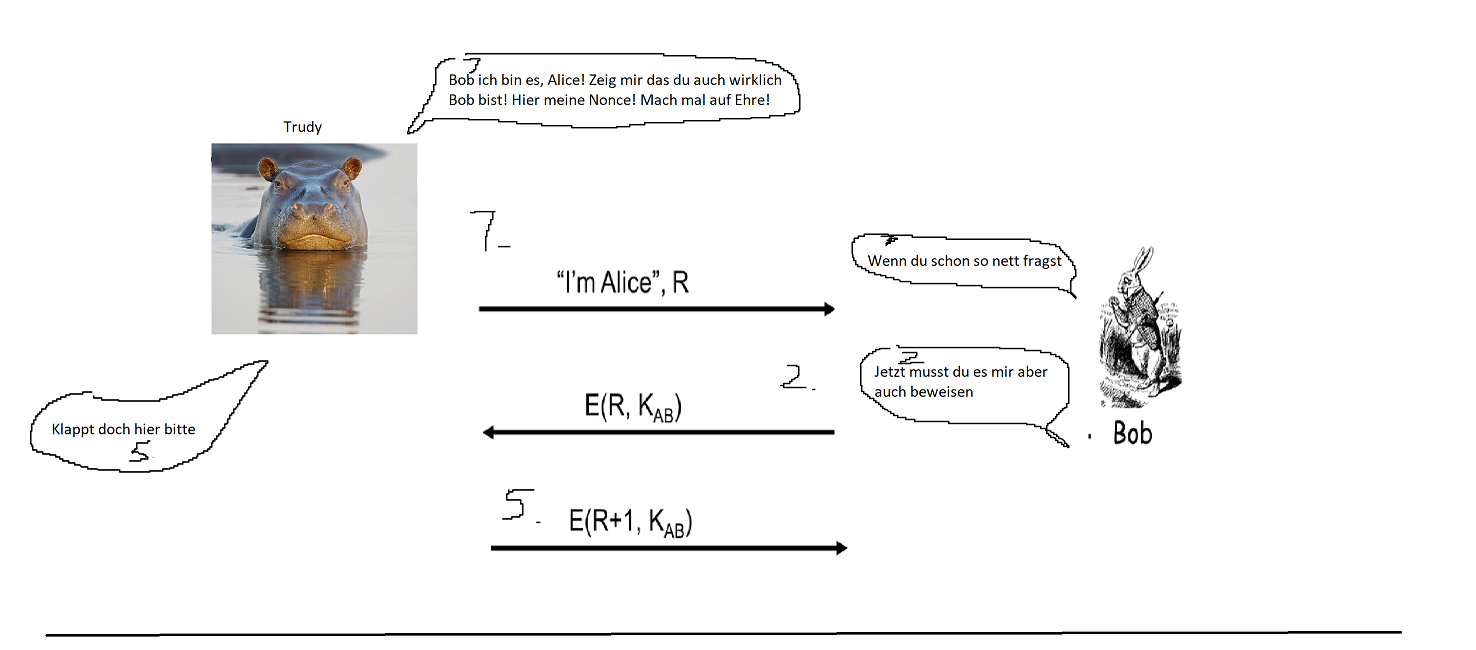 Bob ich bin es, Alice! Zeig mir das du auch wirklich
Bob bist! Hier meine Nonce! Mach mal auf Ehre!
Trudy
1.
Wenn du schon so nett fragst
“I’m Alice”, R
2
Jetzt musst du es mir aber
auch beweisen
2.
E(R, KAB)
Bob
Klappt doch hier bitte
5.
5.
E(R+1, KAB)